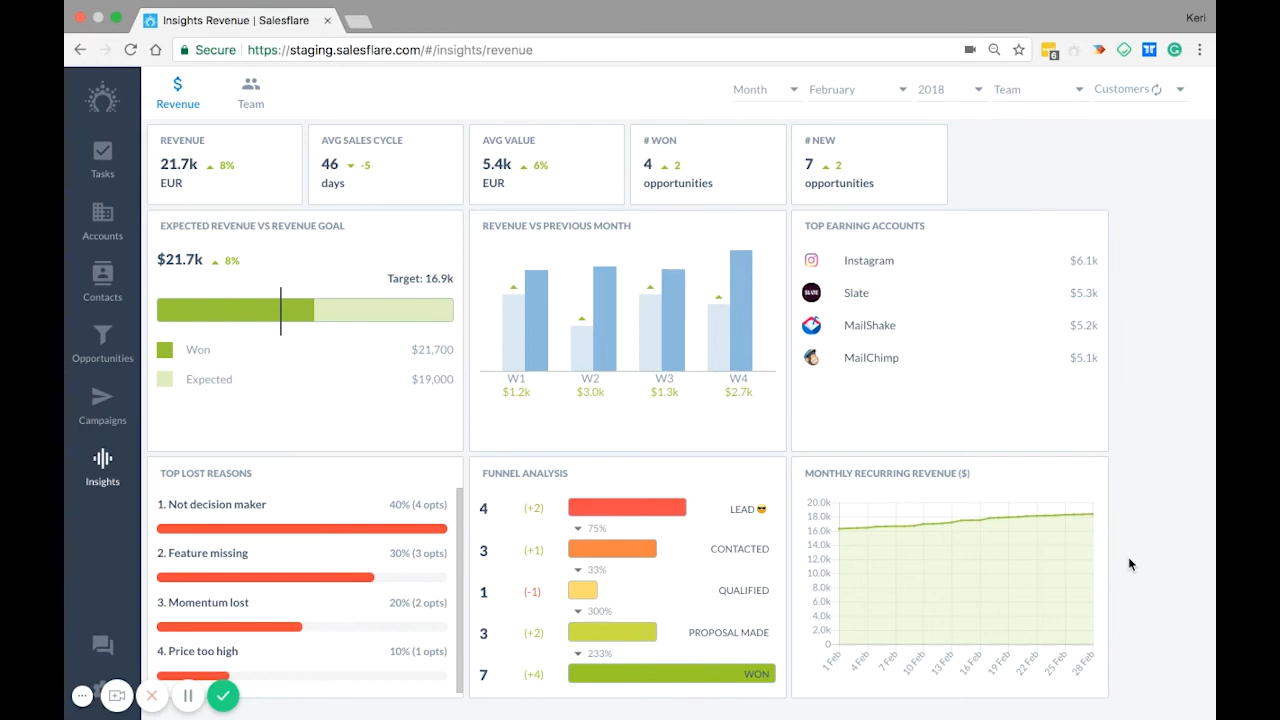 Insights Revenue | Salesflare
Keri
Secure https://staging.salesflare.com/#/insights/revenue
6
Revenue
Team
Month
February
2018
Team
Customers
Tasks
Accounts
Contacts
Opportunities
Campaigns
Insights
REVENUE
21.7k 8%
EUR
AVG SALES CYCLE
46 -5
days
AVG VALUE
5.4k 6%
EUR
# WON
4 2
opportunities
# NEW
7 2
opportunities
EXPECTED REVENUE VS REVENUE GOAL
$21.7k 8%
Target: 16.9k
Won $21,700
Expected $19,000
REVENUE VS PREVIOUS MONTH
W1 W2 W3 W4
$1.2k $3.0k $1.3k $2.7k
TOP EARNING ACCOUNTS
Instagram $6.1k
SLATE Slate $5.3k
MailShake $5.2k
MailChimp $5.1k
TOP LOST REASONS
1. Not decision maker 40% (4 opts)
2. Feature missing 30% (3 opts)
3. Momentum lost 20% (2 opts)
4. Price too high 10% (1 opts)
FUNNEL ANALYSIS
4 (+2) LEAD 😎
75%
3 (+1) CONTACTED
33%
1 (-1) QUALIFIED
300%
3 (+2) PROPOSAL MADE
233%
7 (+4) WON
MONTHLY RECURRING REVENUE ($)
20.0k
18.0k
16.0k
14.0k
12.0k
10.0k
8.0k
6.0k
4.0k
2.0k
0
1 Feb 4 Feb 7 Feb 10 Feb 13 Feb 16 Feb 19 Feb 22 Feb 25 Feb 28 Feb